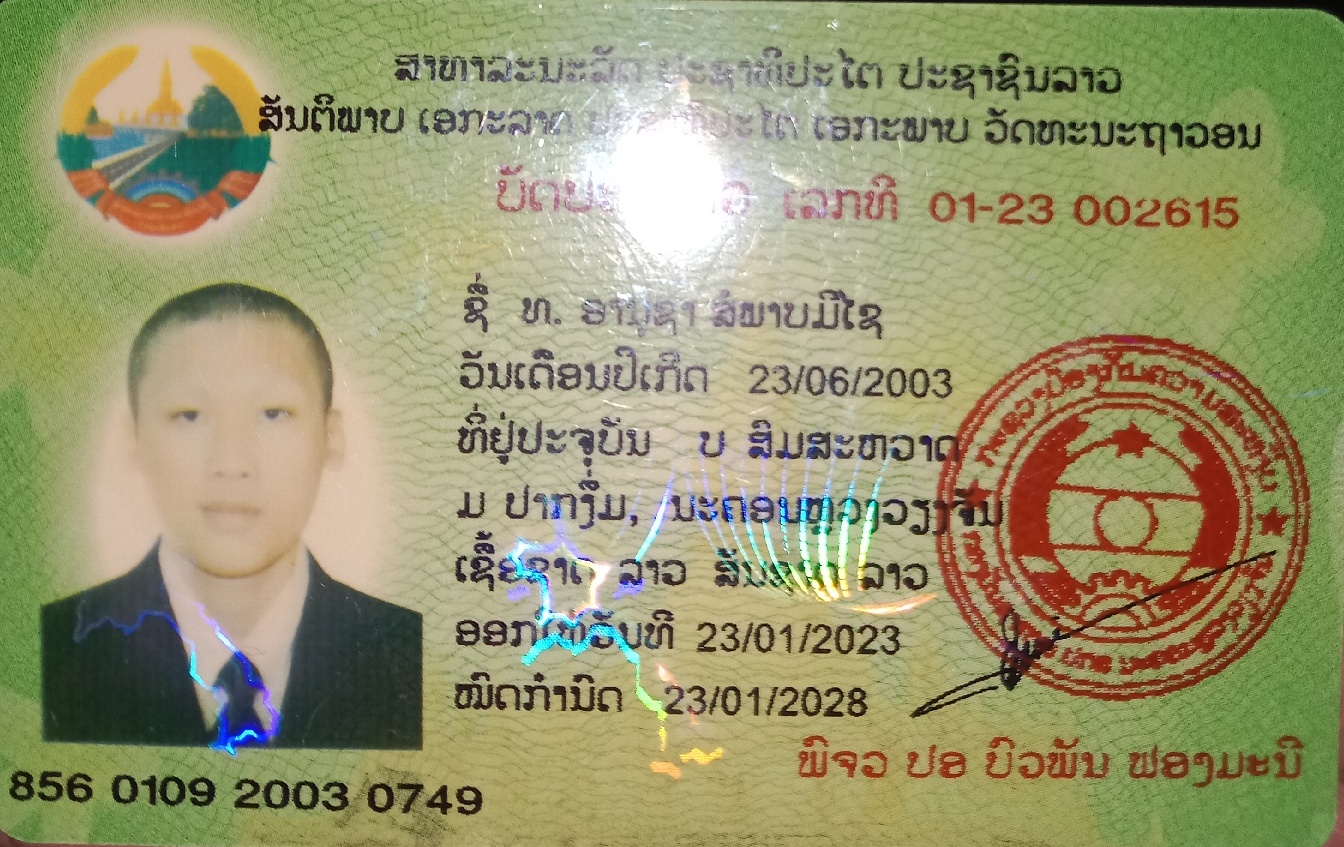 ສາທາລະນະລັດ ປະຊາທິປະໄຕ ປະຊາຊົນລາວ
ສັນຕິພາບ ເອກະລາດ ປະຊາທິປະໄຕ ເອກະພາບ ວັດທະນະຖາວອນ
ເລກທີ 01-23 002615
ຊື່ ທ. ອານຸຊາ ສົມພາບມີໄຊ
ວັນເດືອນປີເກີດ 23/06/2003
ທີ່ຢູ່ປະຈຸບັນ ບ ສິມສະຫວາດ
ມ ປາກງື່ມ, ນະຄອນຫຼວງວຽງຈັນ
ເຊື້ອຊາດ ລາວ ສັນຊາດ ລາວ
ອອກໃຫ້ວັນທີ 23/01/2023
ໝົດກຳນົດ 23/01/2028
ພົຈວ ປອ ບົວພັນ ຟອງມະນີ
856 0109 2003 0749